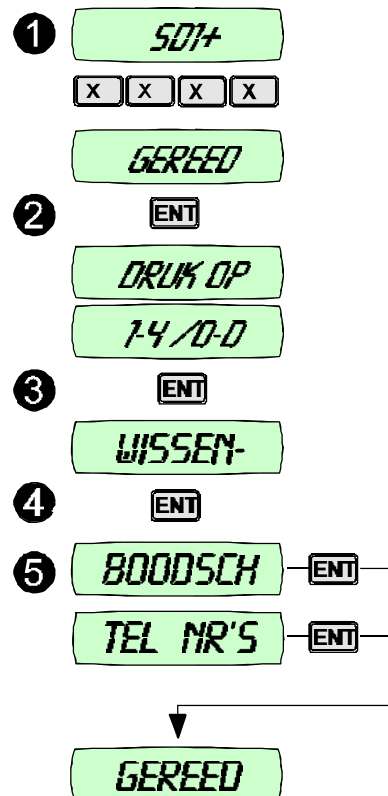 1 SD1+
X X X X
GEREED
2 ENT
DRUK OP
1-4 /0-D
3 ENT
WISSEN-
4 ENT
5 BOODSCH ENT
TEL NR'S ENT
GEREED